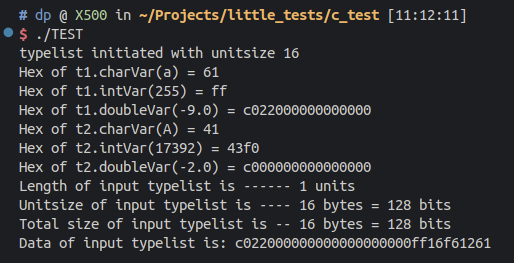 # dp @ X500 in ~/Projects/little_tests/c_test [11:12:11]
$ ./TEST
typelist initiated with unitsize 16
Hex of t1.charVar(a) = 61
Hex of t1.intVar(255) = ff
Hex of t1.doubleVar(-9.0) = c022000000000000
Hex of t2.charVar(A) = 41
Hex of t2.intVar(17392) = 43f0
Hex of t2.doubleVar(-2.0) = c000000000000000
Length of input typelist is ------ 1 units
Unitsize of input typelist is ---- 16 bytes = 128 bits
Total size of input typelist is -- 16 bytes = 128 bits
Data of input typelist is: c022000000000000000000ff16f61261